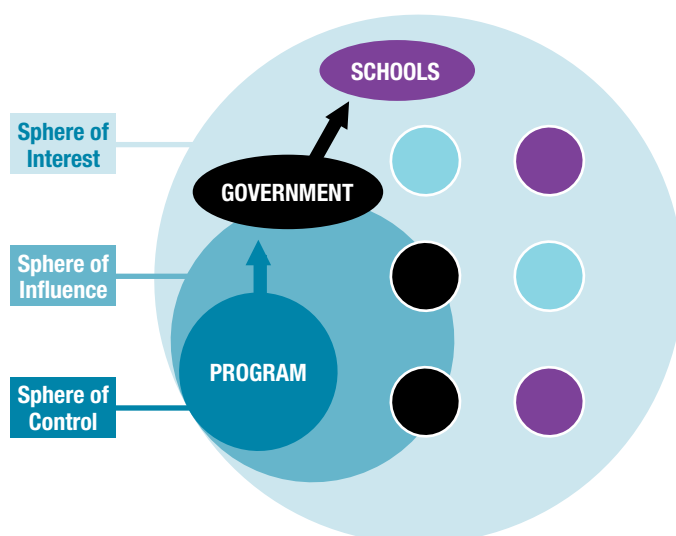 SCHOOLS
Sphere of
Interest
GOVERNMENT
Sphere of
Influence
PROGRAM
Sphere of
Control